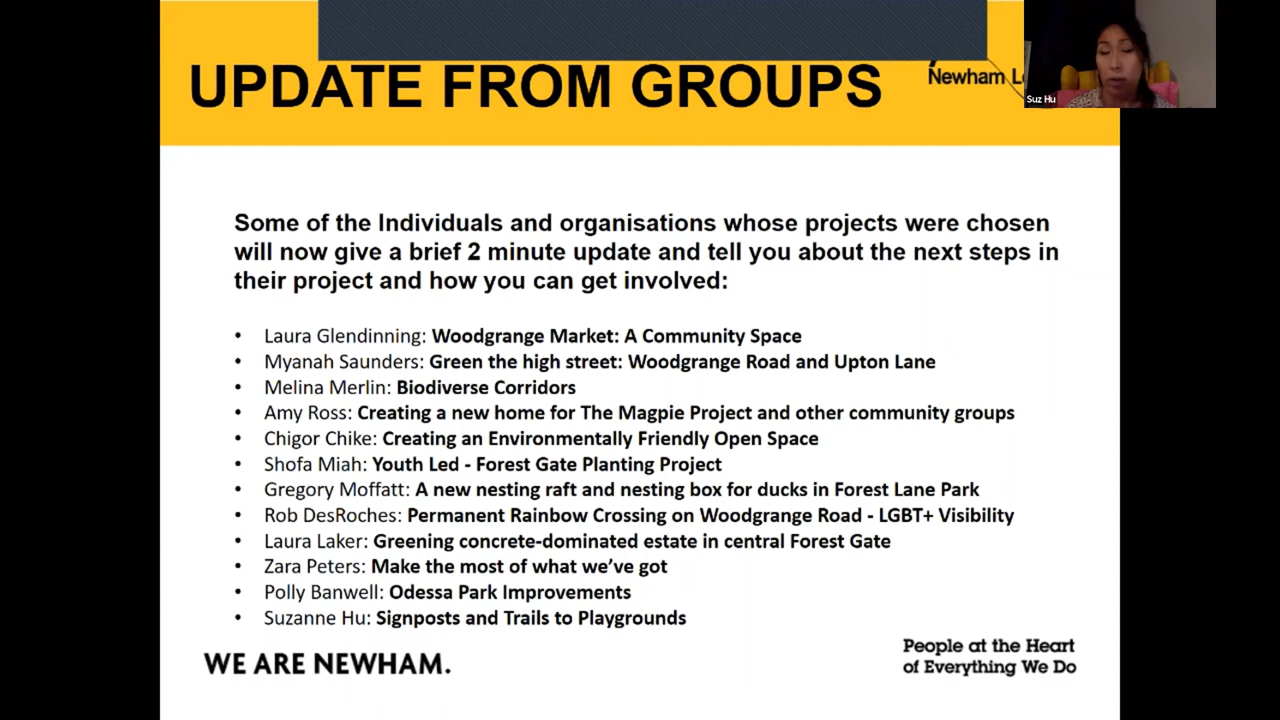 UPDATE FROM GROUPS
Newham
Suz Hu
Some of the Individuals and organisations whose projects were chosen
will now give a brief 2 minute update and tell you about the next steps in
their project and how you can get involved:
• Laura Glendinning: Woodgrange Market: A Community Space
• Myanah Saunders: Green the high street: Woodgrange Road and Upton Lane
• Melina Merlin: Biodiverse Corridors
• Amy Ross: Creating a new home for The Magpie Project and other community groups
• Chigor Chike: Creating an Environmentally Friendly Open Space
• Shofa Miah: Youth Led - Forest Gate Planting Project
• Gregory Moffatt: A new nesting raft and nesting box for ducks in Forest Lane Park
• Rob DesRoches: Permanent Rainbow Crossing on Woodgrange Road - LGBT+ Visibility
• Laura Laker: Greening concrete-dominated estate in central Forest Gate
• Zara Peters: Make the most of what we’ve got
• Polly Banwell: Odessa Park Improvements
• Suzanne Hu: Signposts and Trails to Playgrounds
WE ARE NEWHAM.
People at the Heart
of Everything We Do